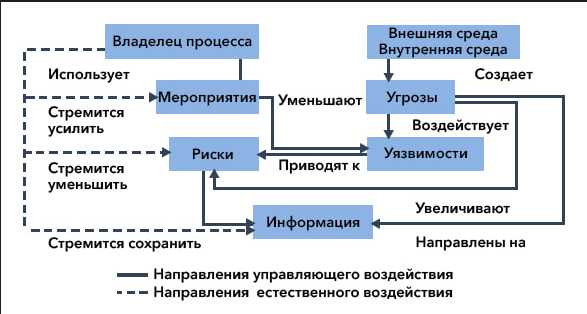 Владелец процесса
Внешняя среда
Внутренняя среда
Использует
Создает
Мероприятия
Уменьшают
Угрозы
Стремится
усилить
Воздействует
Риски
Приводят к
Уязвимости
Стремится
уменьшить
Информация
Увеличивают
Стремится сохранить
Направлены на
Направления управляющего воздействия
Направления естественного воздействия